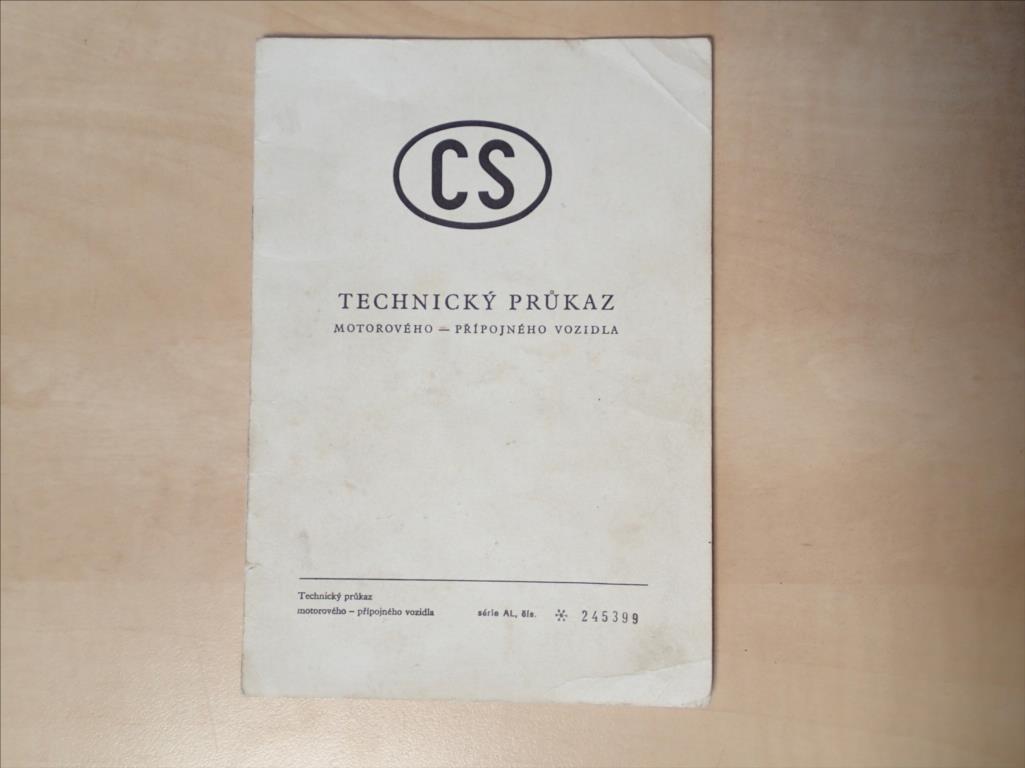 CS
TECHNICKÝ PRŮKAZ
MOTOROVÉHO – PŘÍPOJNÉHO VOZIDLA
Technický průkaz
motorového – přípojného vozidla série AL, čís. * 245399